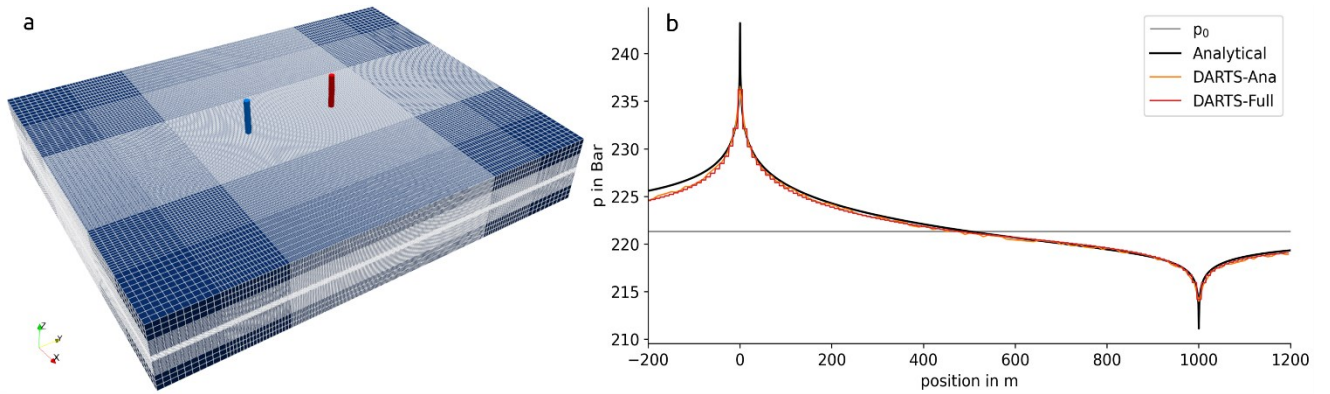 a
Z
Y
X
b
p₀
Analytical
DARTS-Ana
DARTS-Full
p in Bar
240
235
230
225
220
215
210
−200
0
200
400
600
800
1000
1200
position in m